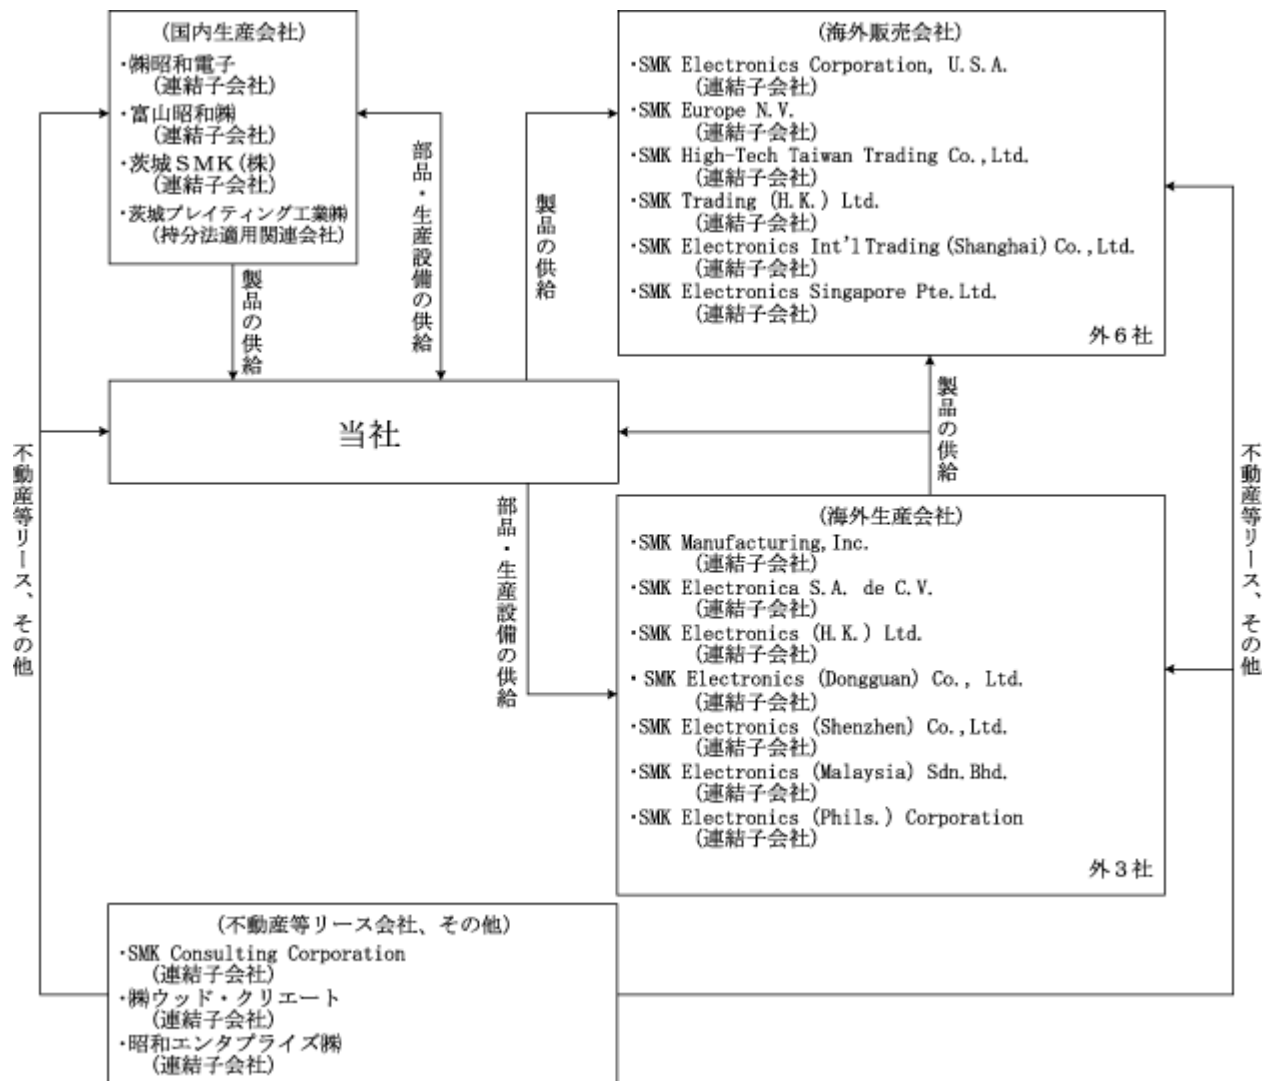 (国内生産会社)
・㈱昭和電子
(連結子会社)
・富山昭和㈱
(連結子会社)
・茨城SMK(株)
(連結子会社)
・茨城プレイティング工業㈱
(持分法適用関連会社)
(海外販売会社)
・SMK Electronics Corporation, U.S.A.
(連結子会社)
・SMK Europe N.V.
(連結子会社)
・SMK High-Tech Taiwan Trading Co.,Ltd.
(連結子会社)
・SMK Trading (H.K.) Ltd.
(連結子会社)
・SMK Electronics Int'l Trading (Shanghai) Co.,Ltd.
(連結子会社)
・SMK Electronics Singapore Pte.Ltd.
(連結子会社)
外6社
部品・生産設備の供給
製品の供給
製品の供給
当社
製品の供給
部品・生産設備の供給
不動産等リース、その他
不動産等リース、その他
(海外生産会社)
・SMK Manufacturing,Inc.
(連結子会社)
・SMK Electronica S.A. de C.V.
(連結子会社)
・SMK Electronics (H.K.) Ltd.
(連結子会社)
・SMK Electronics (Dongguan) Co., Ltd.
(連結子会社)
・SMK Electronics (Shenzhen) Co.,Ltd.
(連結子会社)
・SMK Electronics (Malaysia) Sdn.Bhd.
(連結子会社)
・SMK Electronics (Phils.) Corporation
(連結子会社)
外3社
(不動産等リース会社、その他)
・SMK Consulting Corporation
(連結子会社)
・㈱ウッド・クリエート
(連結子会社)
・昭和エンタプライズ㈱
(連結子会社)